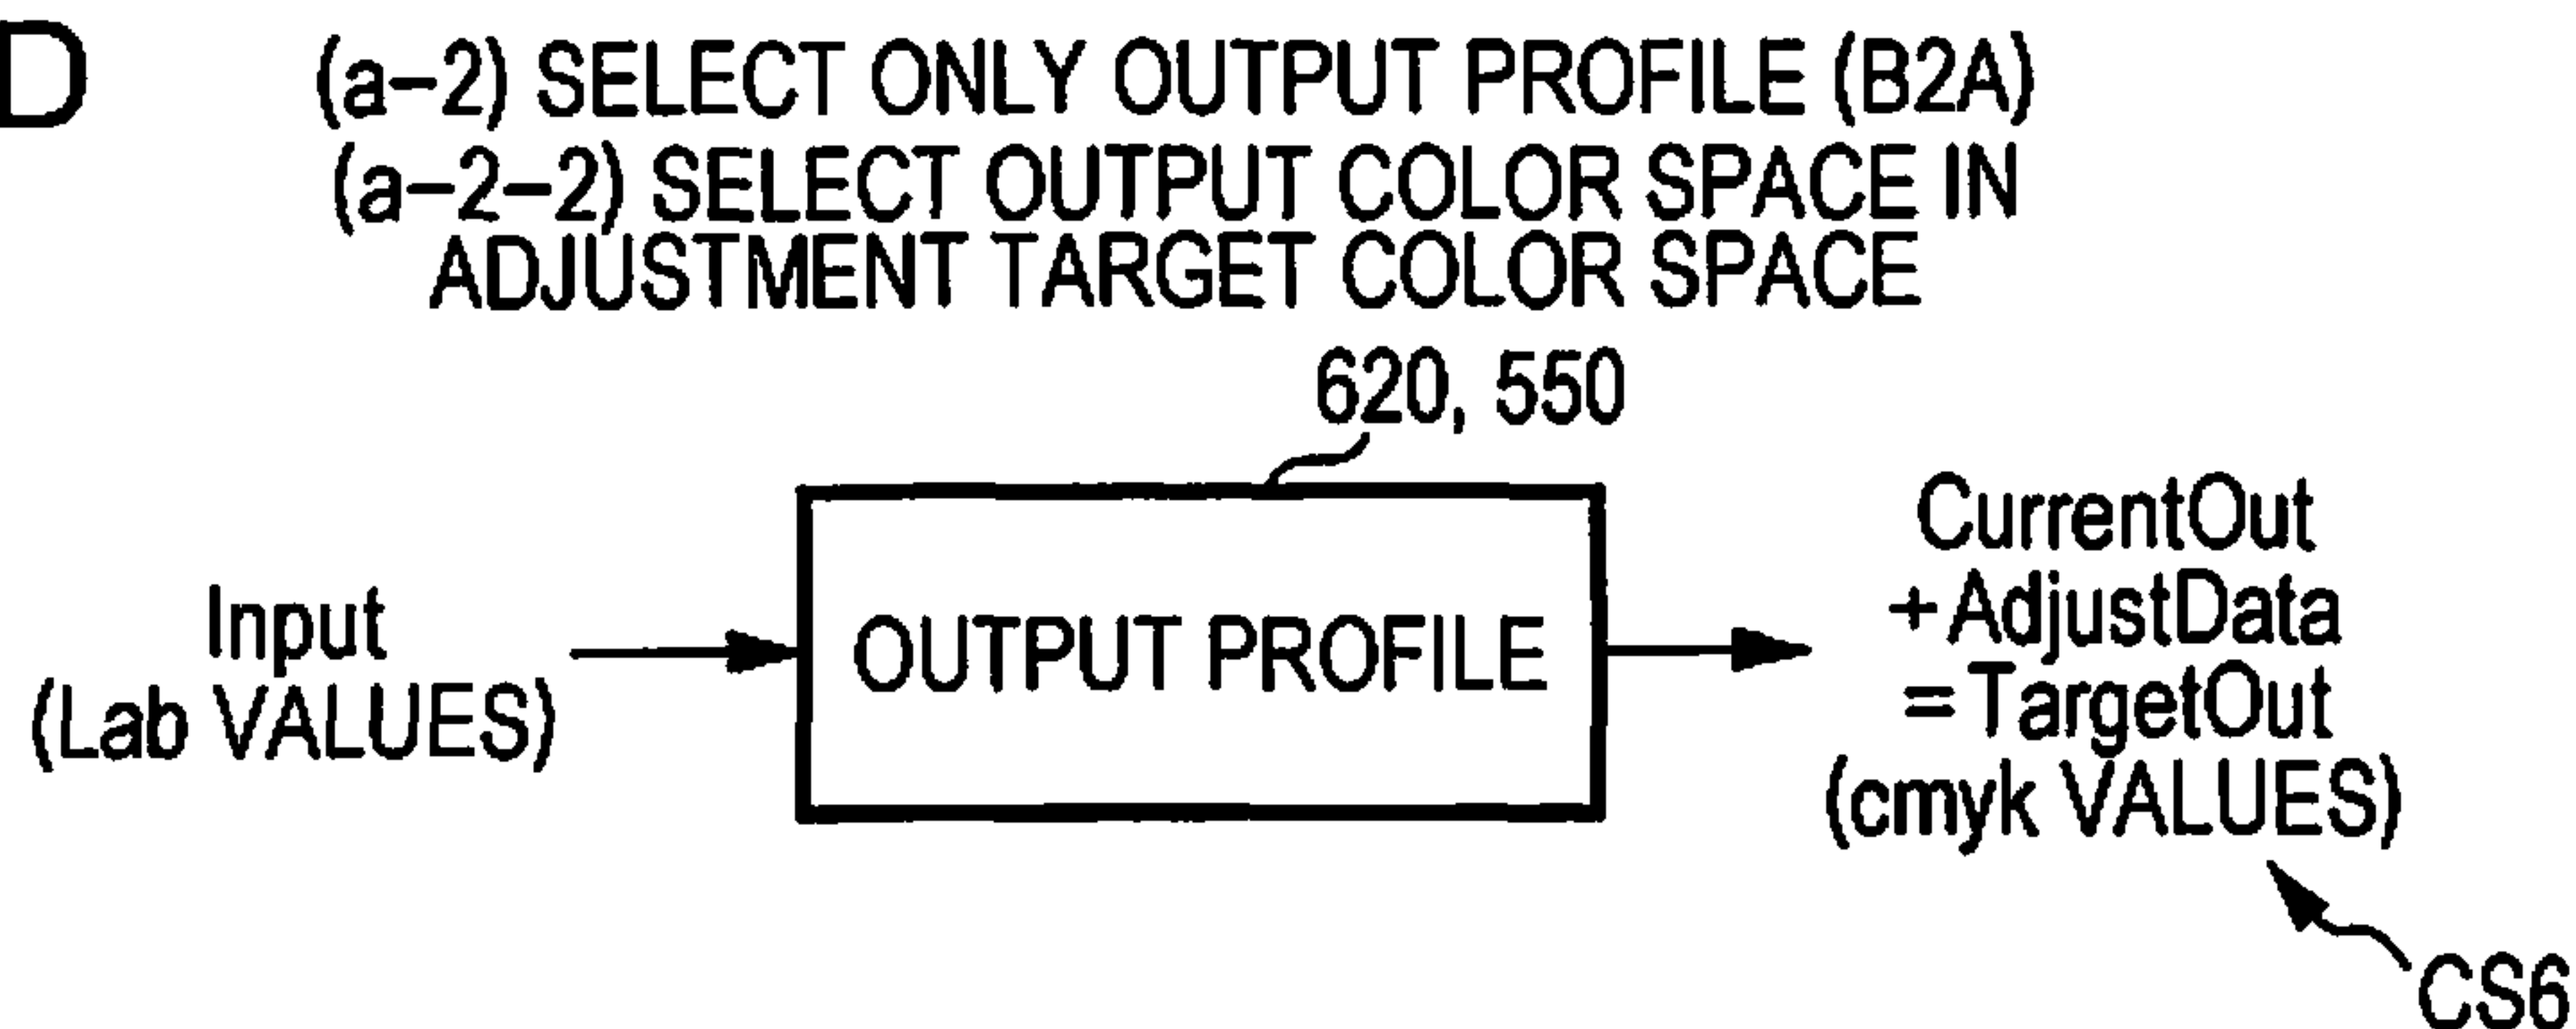 D
(a-2) SELECT ONLY OUTPUT PROFILE (B2A)
(a-2-2) SELECT OUTPUT COLOR SPACE IN
ADJUSTMENT TARGET COLOR SPACE
620, 550
Input
(Lab VALUES)
OUTPUT PROFILE
CurrentOut
+AdjustData
=TargetOut
(cmyk VALUES)
CS6